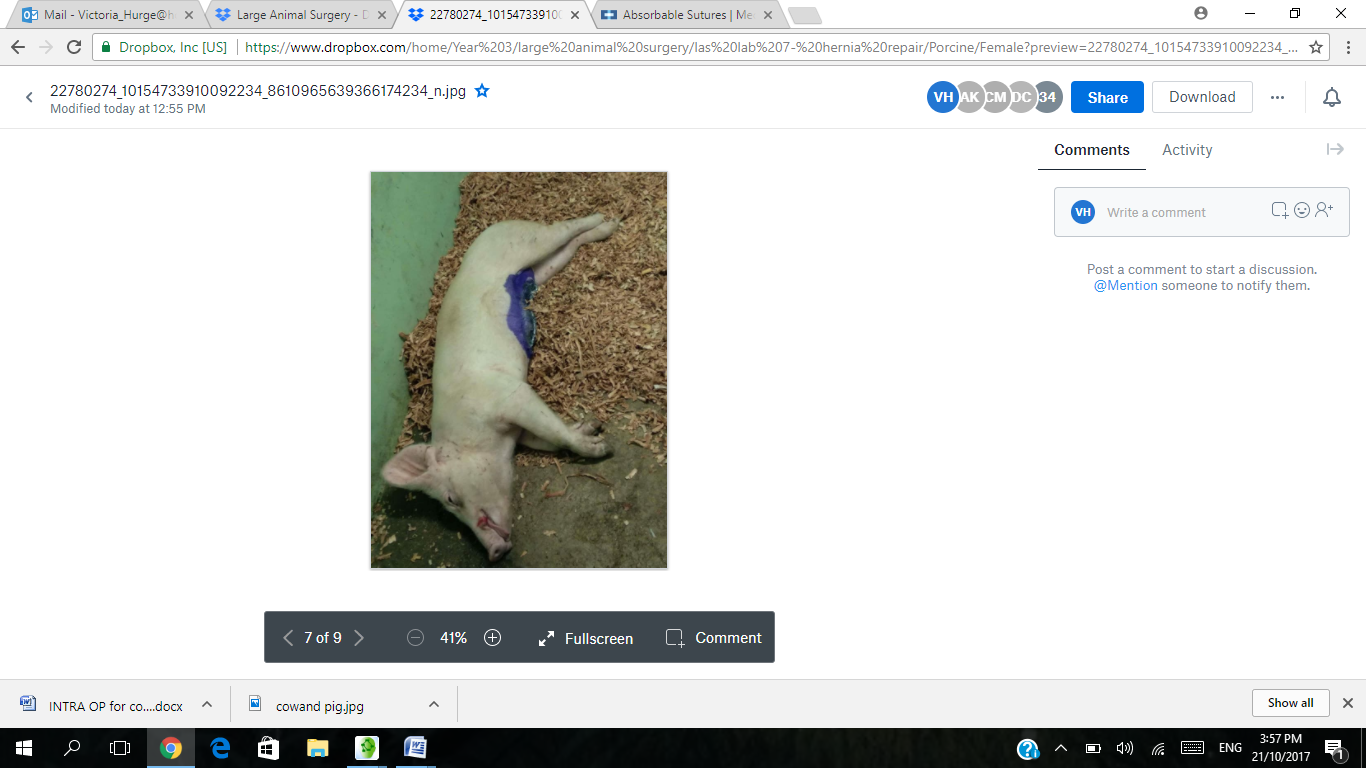 Mail - Victoria_Hurge@h
Large Animal Surgery - D
22780274_1015473391
Absorbable Sutures | Me
Dropbox, Inc [US]
https://www.dropbox.com/home/Year%203/large%20animal%20surgery/las%20lab%207-%20hernia%20repair/Porcine/Female?preview=22780274_10154733910092234_...
22780274_10154733910092234_8610965639366174234_n.jpg
Modified today at 12:55 PM
VH AK CM DC 34
Share
Download
Comments
Activity
VH
Write a comment
Post a comment to start a discussion.
@Mention someone to notify them.
7 of 9
41%
Fullscreen
Comment
INTRA OP for co....docx
cowand pig.jpg
Show all
ENG
3:57 PM
21/10/2017
1